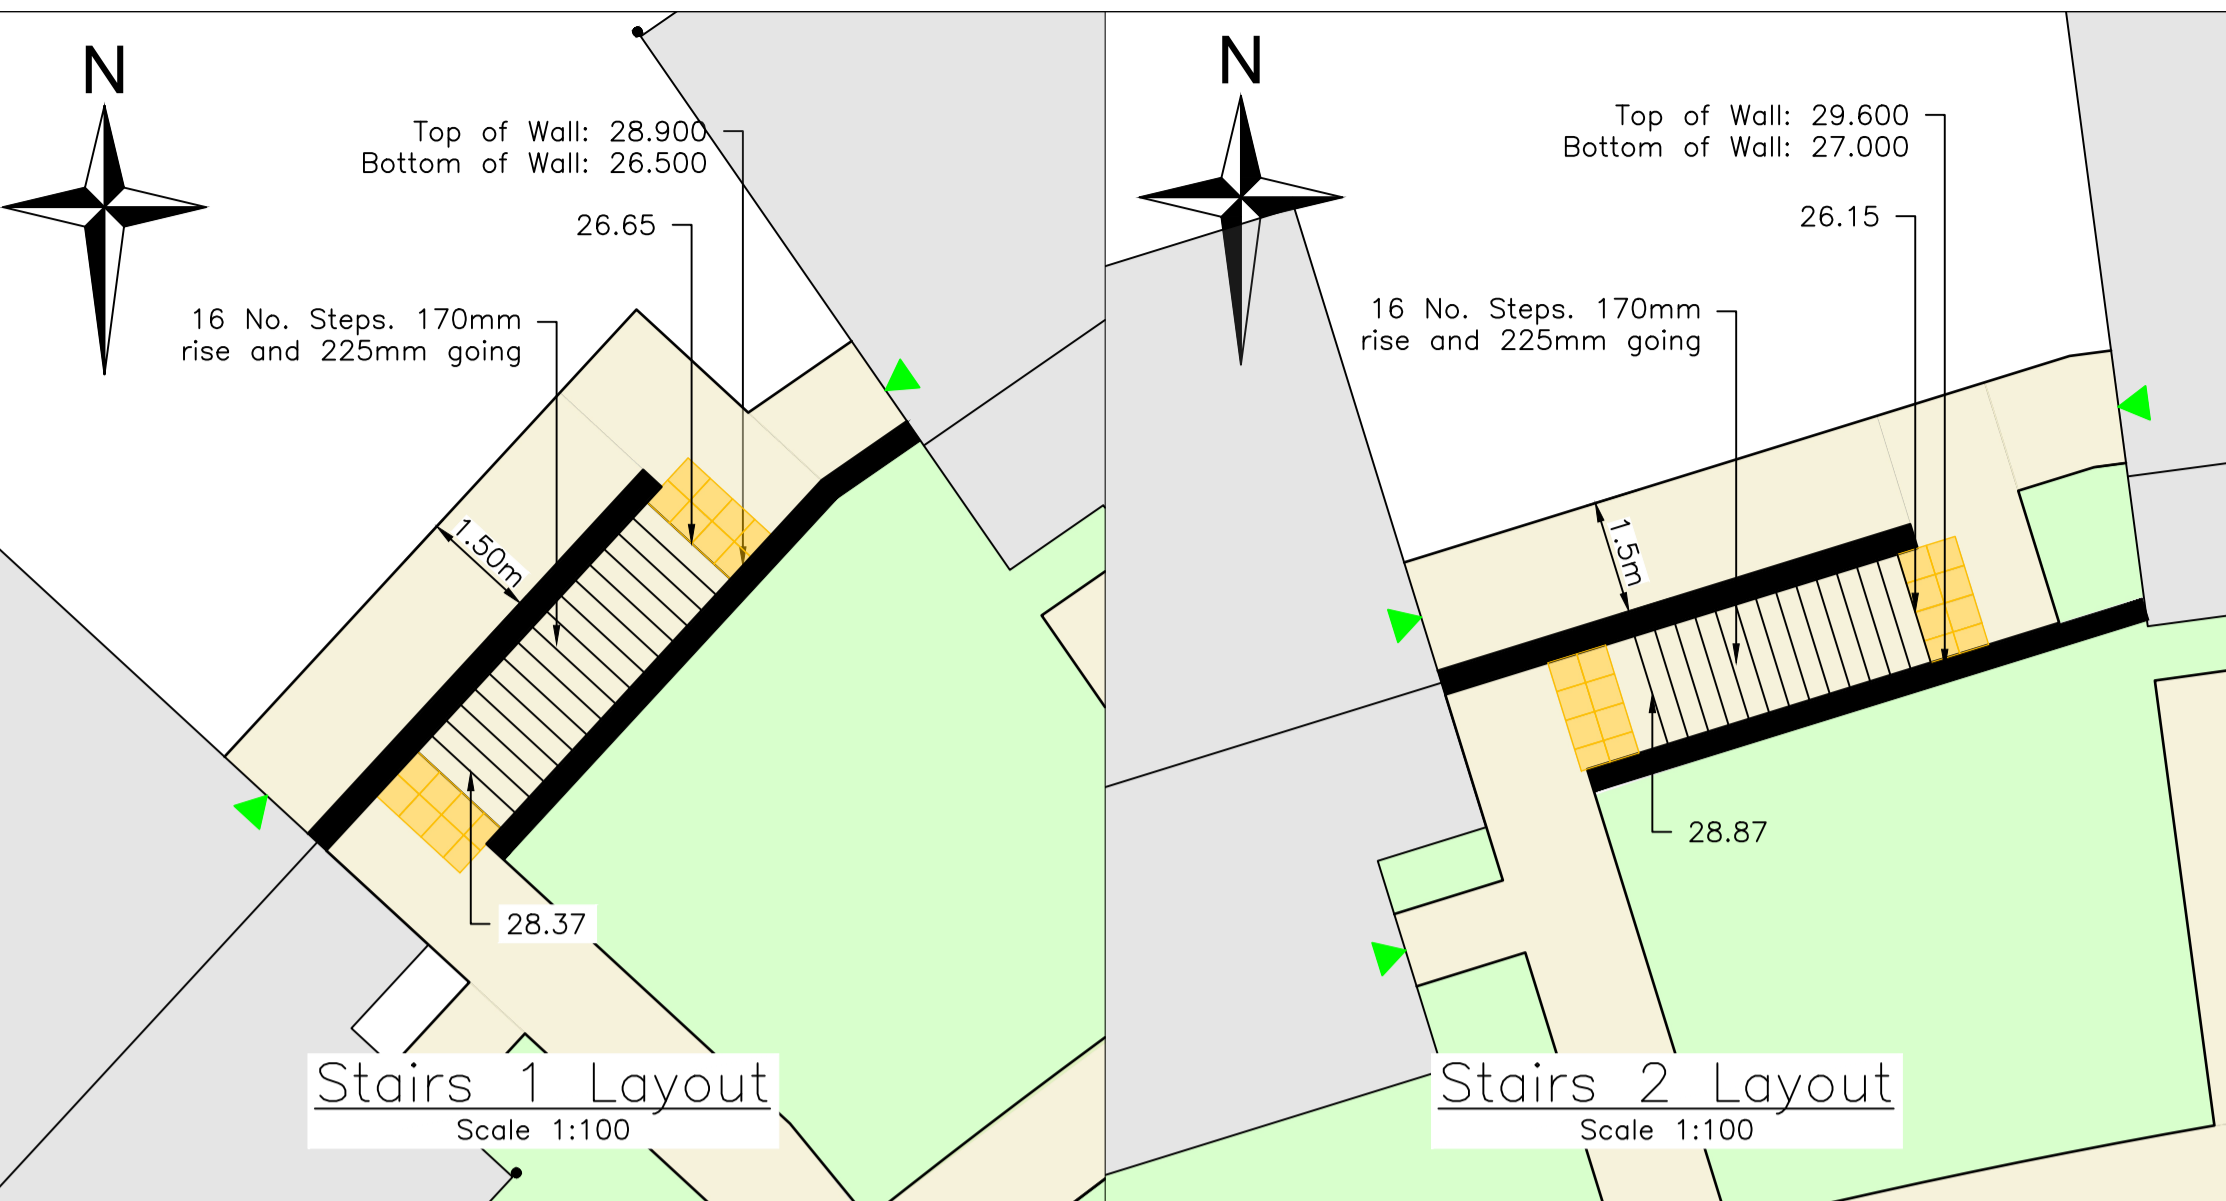 N
Top of Wall: 28.900
Bottom of Wall: 26.500
26.65
16 No. Steps. 170mm
rise and 225mm going
1.50m
28.37
Stairs 1 Layout
Scale 1:100
N
Top of Wall: 29.600
Bottom of Wall: 27.000
26.15
16 No. Steps. 170mm
rise and 225mm going
1.5m
28.87
Stairs 2 Layout
Scale 1:100